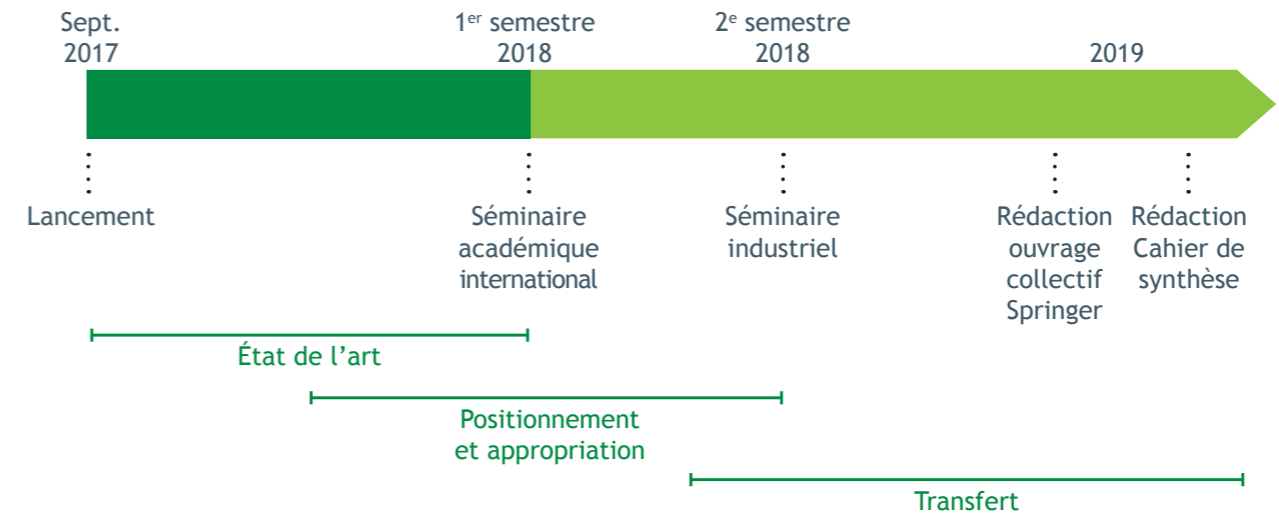 Sept.
2017
1er semestre
2018
2e semestre
2018
2019
Lancement
Séminaire
académique
international
Séminaire
industriel
Rédaction
ouvrage
collectif
Springer
Rédaction
Cahier de
synthèse
État de l’art
Positionnement
et appropriation
Transfert